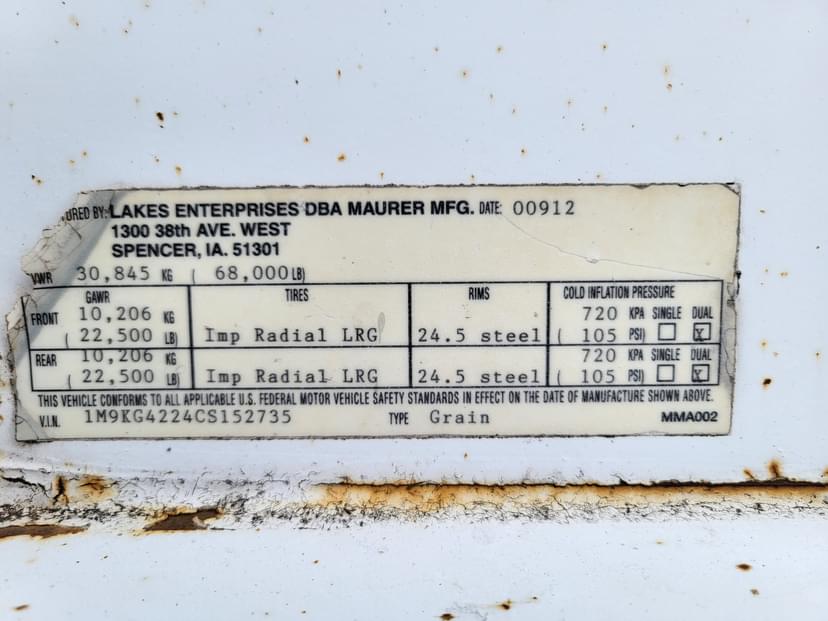 URED BY: LAKES ENTERPRISES DBA MAURER MFG. DATE: 00912
1300 38th AVE. WEST
SPENCER, IA. 51301
VWR 30,845 KG ( 68,000 LB)
GAWR TIRES RIMS COLD INFLATION PRESSURE
FRONT 10,206 KG 720 KPA SINGLE DUAL
( 22,500 LB) Imp Radial LRG 24.5 steel ( 105 PSI) ☐ ☒
REAR 10,206 KG 720 KPA SINGLE DUAL
( 22,500 LB) Imp Radial LRG 24.5 steel ( 105 PSI) ☐ ☒
THIS VEHICLE CONFORMS TO ALL APPLICABLE U.S. FEDERAL MOTOR VEHICLE SAFETY STANDARDS IN EFFECT ON THE DATE OF MANUFACTURE SHOWN ABOVE.
V.I.N. 1M9KG4224CS152735 TYPE Grain MMA002